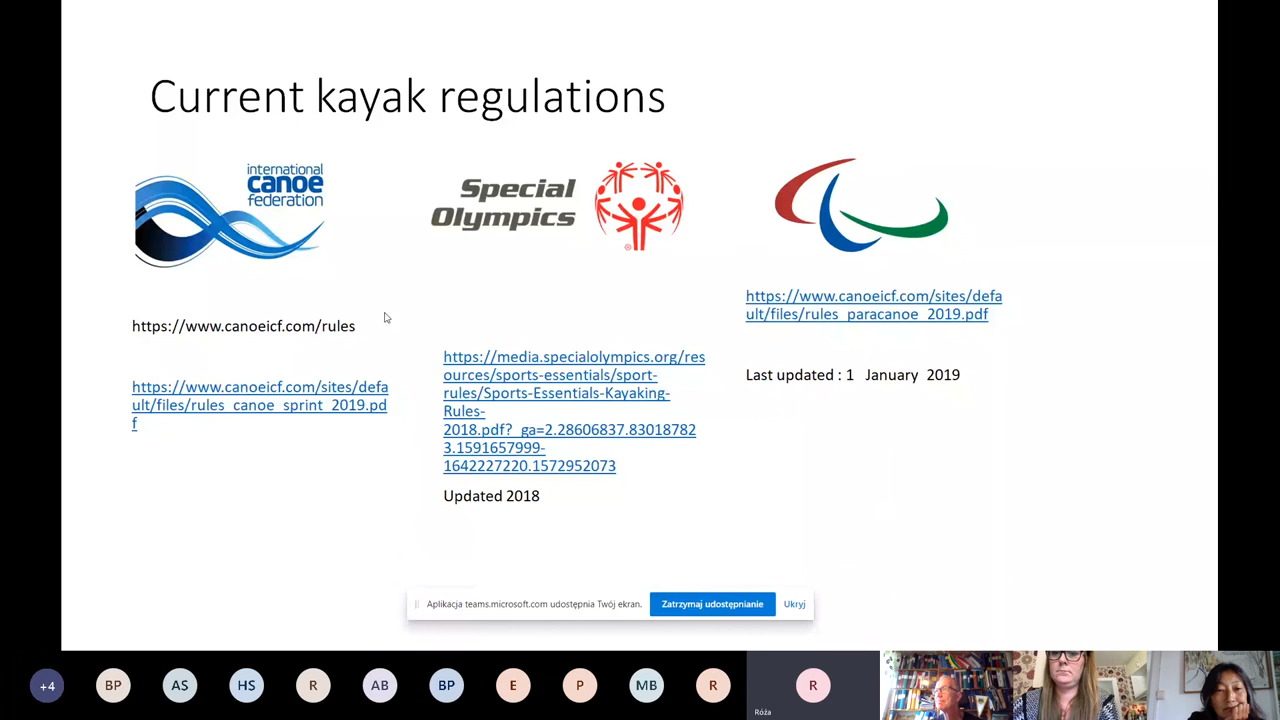 Current kayak regulations
international
canoe
federation
Special
Olympics
®
https://www.canoeicf.com/rules
https://www.canoeicf.com/sites/defa
ult/files/rules_canoe_sprint_2019.pd
f
https://media.specialolympics.org/res
ources/sports-essentials/sport-
rules/Sports-Essentials-Kayaking-
Rules-
2018.pdf?_ga=2.28606837.83018782
3.1591657999-
1642227220.1572952073
Updated 2018
https://www.canoeicf.com/sites/defa
ult/files/rules_paracanoe_2019.pdf
Last updated : 1 January 2019
Aplikacja teams.microsoft.com udostępnia Twój ekran.
Zatrzymaj udostępnianie
Ukryj
+4
BP
AS
HS
R
AB
BP
E
P
MB
R
R
Róża